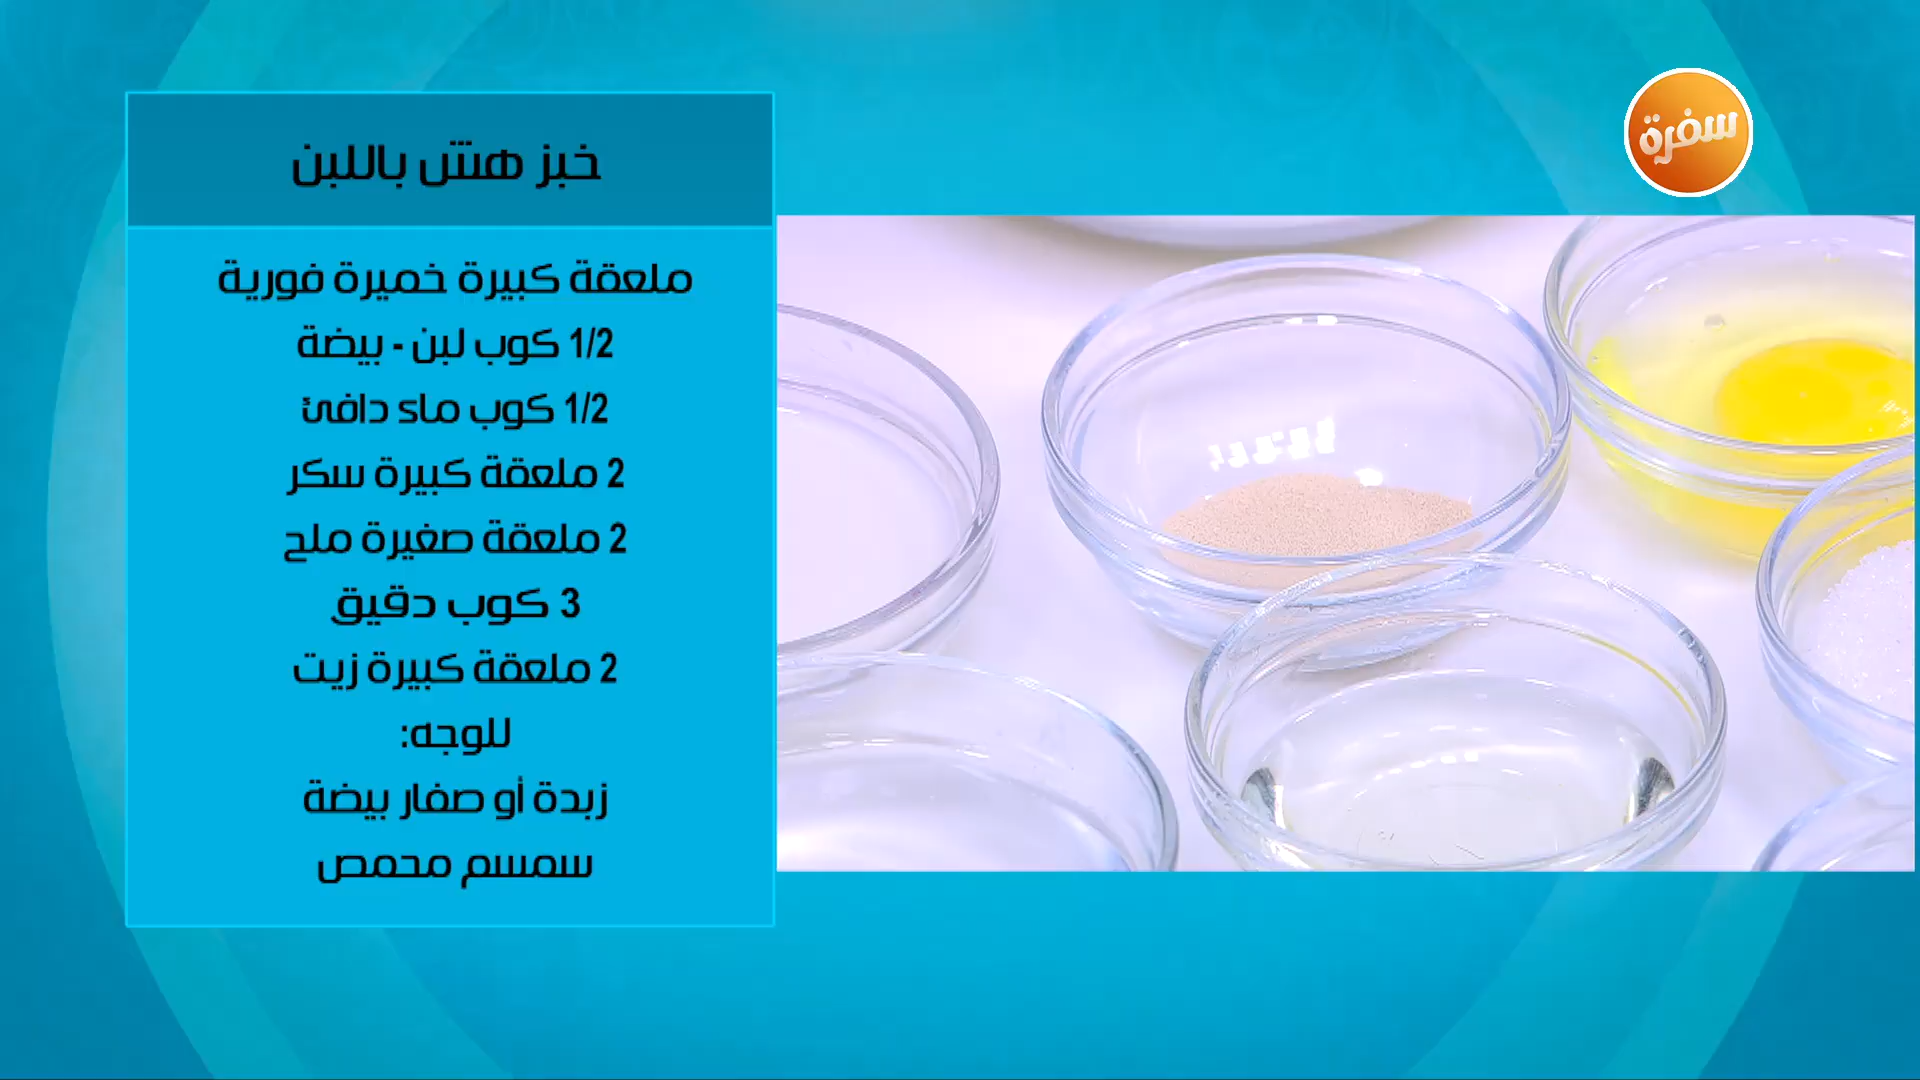 سفرة
خبز هش باللبن
ملعقة كبيرة خميرة فورية
1/2 كوب لبن - بيضة
1/2 كوب ماء دافئ
2 ملعقة كبيرة سكر
2 ملعقة صغيرة ملح
3 كوب دقيق
2 ملعقة كبيرة زيت
للوجه:
زبدة أو صفار بيضة
سمسم محمص